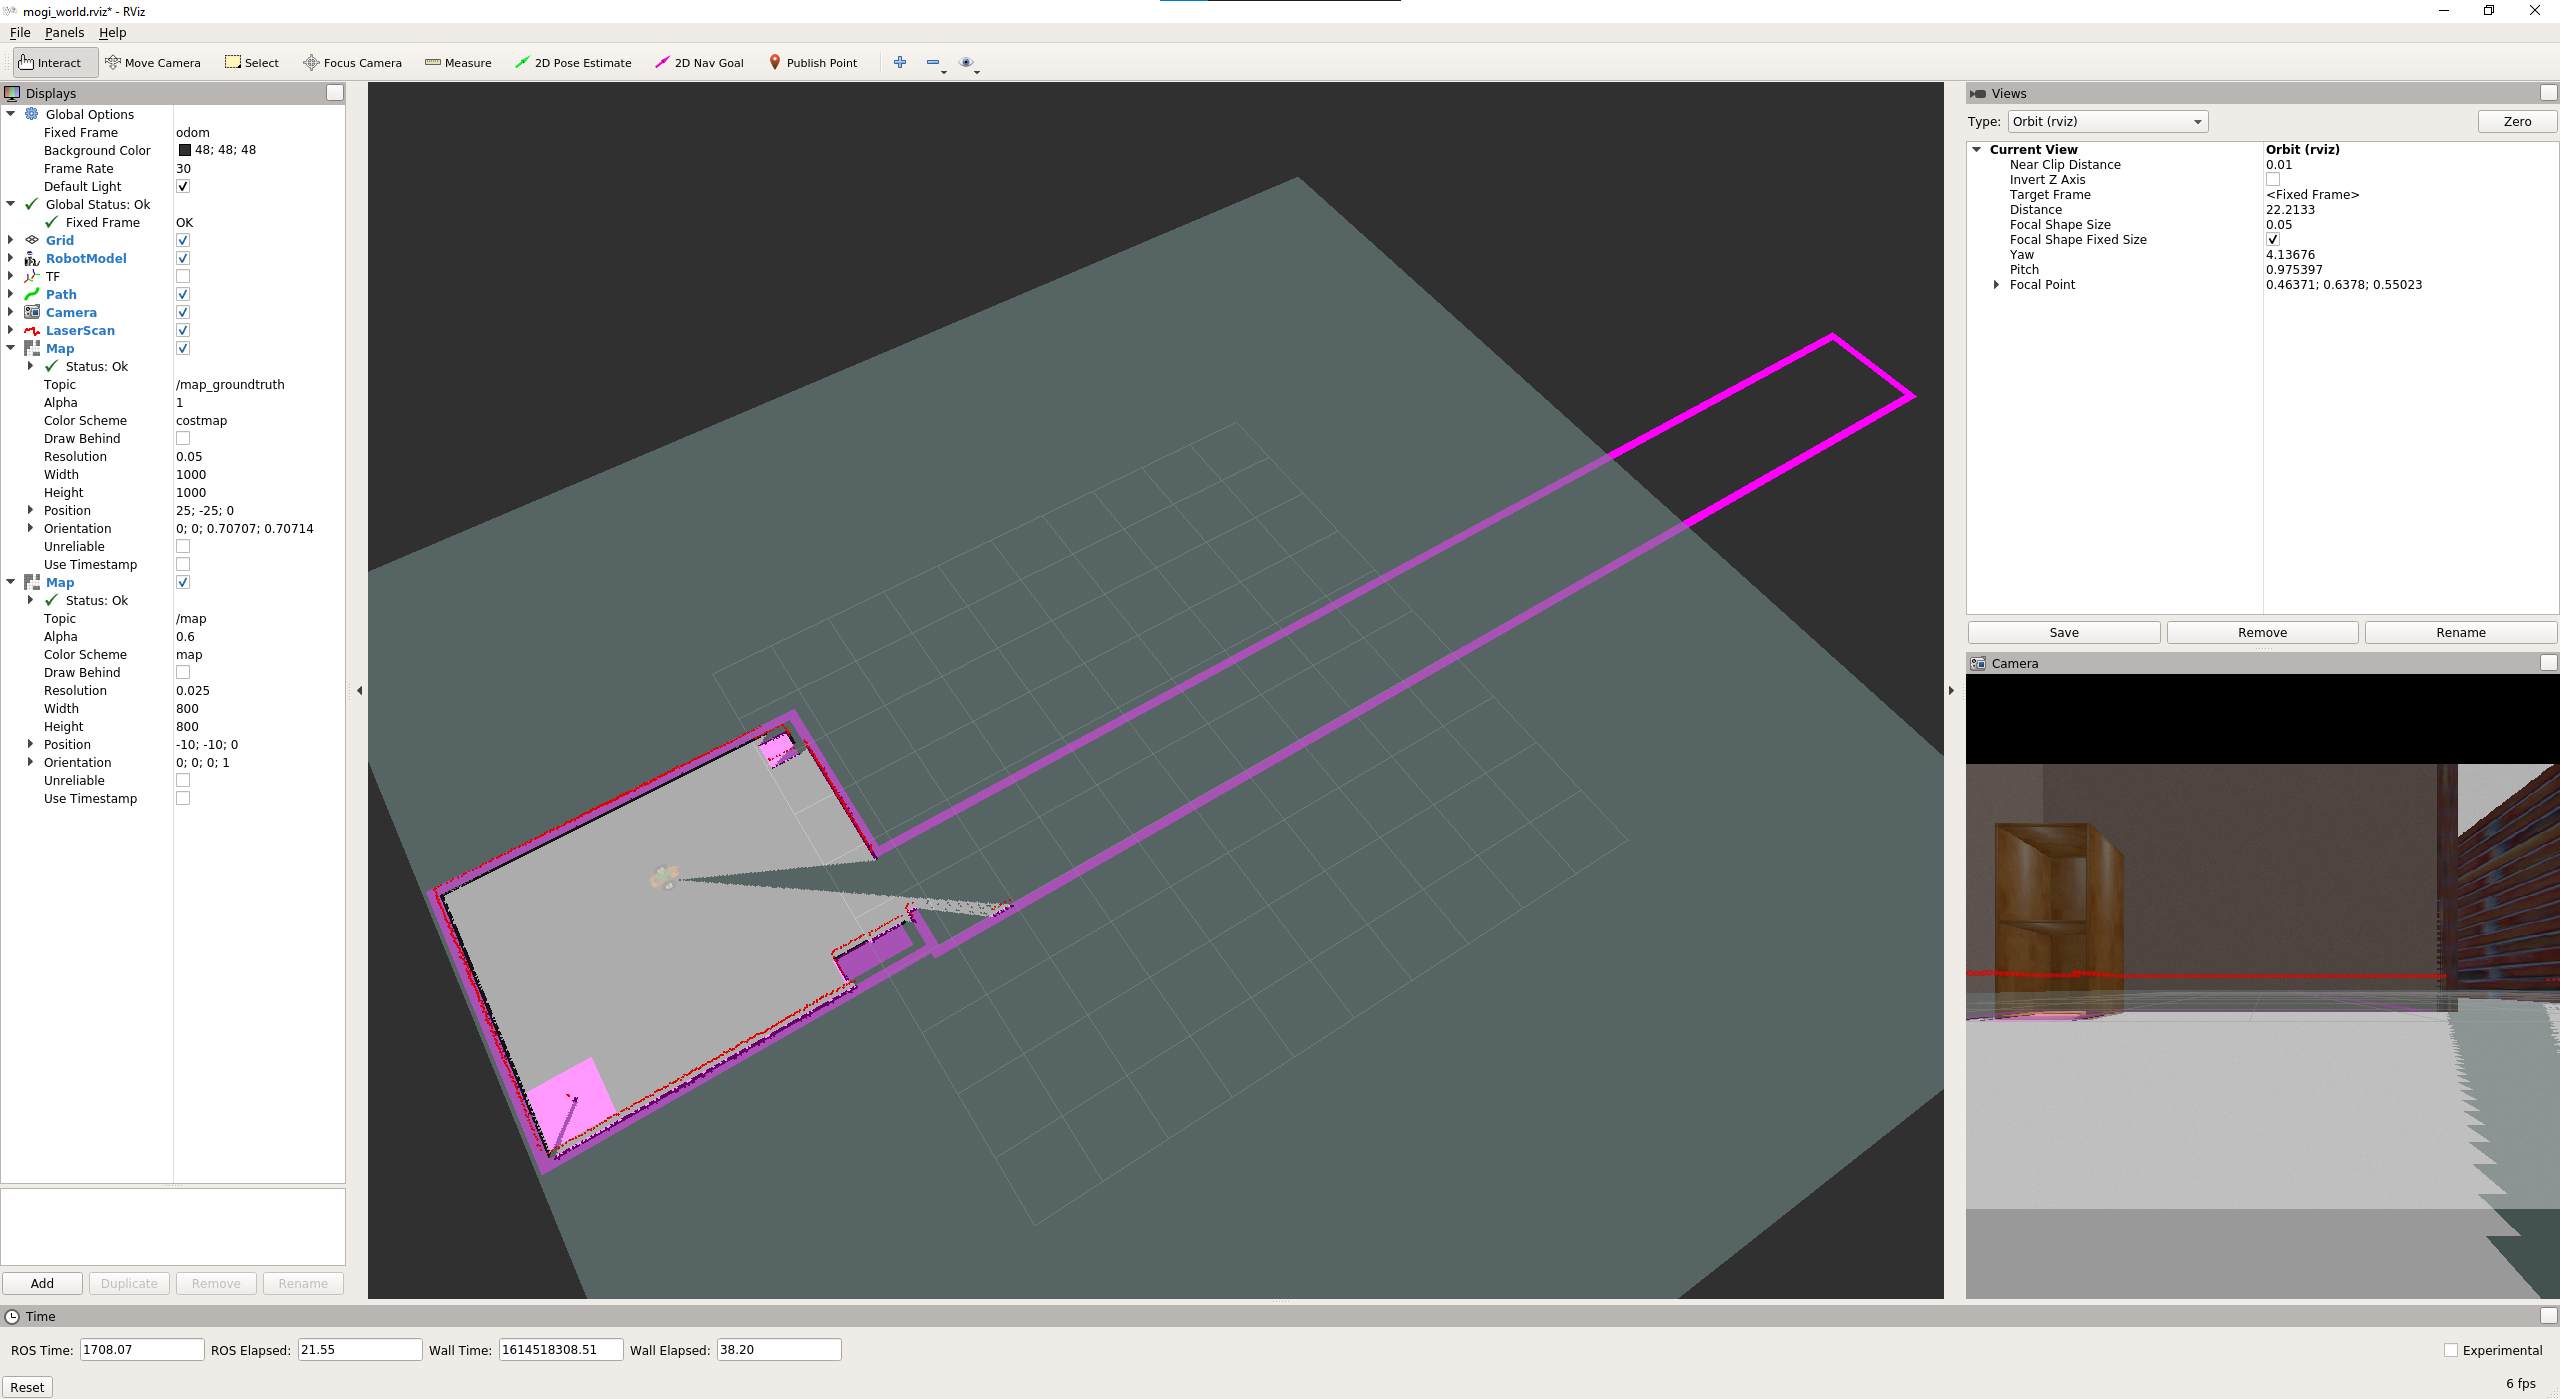 mogi_world.rviz* - RViz
File Panels Help
Interact Move Camera Select Focus Camera Measure 2D Pose Estimate 2D Nav Goal Publish Point
Displays
Global Options
Fixed Frame odom
Background Color 48; 48; 48
Frame Rate 30
Default Light
Global Status: Ok
Fixed Frame OK
Grid
RobotModel
TF
Path
Camera
LaserScan
Map
Status: Ok
Topic /map_groundtruth
Alpha 1
Color Scheme costmap
Draw Behind
Resolution 0.05
Width 1000
Height 1000
Position 25; -25; 0
Orientation 0; 0; 0.70707; 0.70714
Unreliable
Use Timestamp
Map
Status: Ok
Topic /map
Alpha 0.6
Color Scheme map
Draw Behind
Resolution 0.025
Width 800
Height 800
Position -10; -10; 0
Orientation 0; 0; 0; 1
Unreliable
Use Timestamp
Add Duplicate Remove Rename
Views
Type: Orbit (rviz) Zero
Current View Orbit (rviz)
Near Clip Distance 0.01
Invert Z Axis
Target Frame <Fixed Frame>
Distance 22.2133
Focal Shape Size 0.05
Focal Shape Fixed Size
Yaw 4.13676
Pitch 0.975397
Focal Point 0.46371; 0.6378; 0.55023
Save Remove Rename
Camera
Time
ROS Time: 1708.07 ROS Elapsed: 21.55 Wall Time: 1614518308.51 Wall Elapsed: 38.20 Experimental
Reset 6 fps